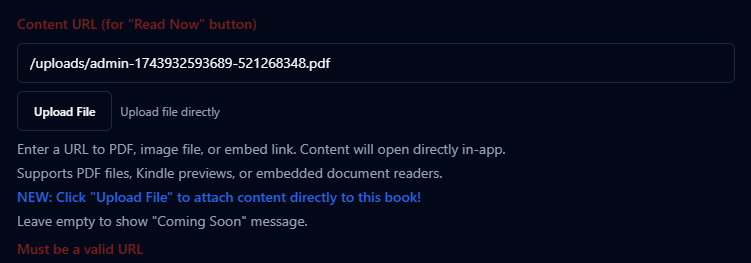 Content URL (for "Read Now" button)
/uploads/admin-1743932593689-521268348.pdf
Upload File Upload file directly
Enter a URL to PDF, image file, or embed link. Content will open directly in-app.
Supports PDF files, Kindle previews, or embedded document readers.
NEW: Click "Upload File" to attach content directly to this book!
Leave empty to show "Coming Soon" message.
Must be a valid URL